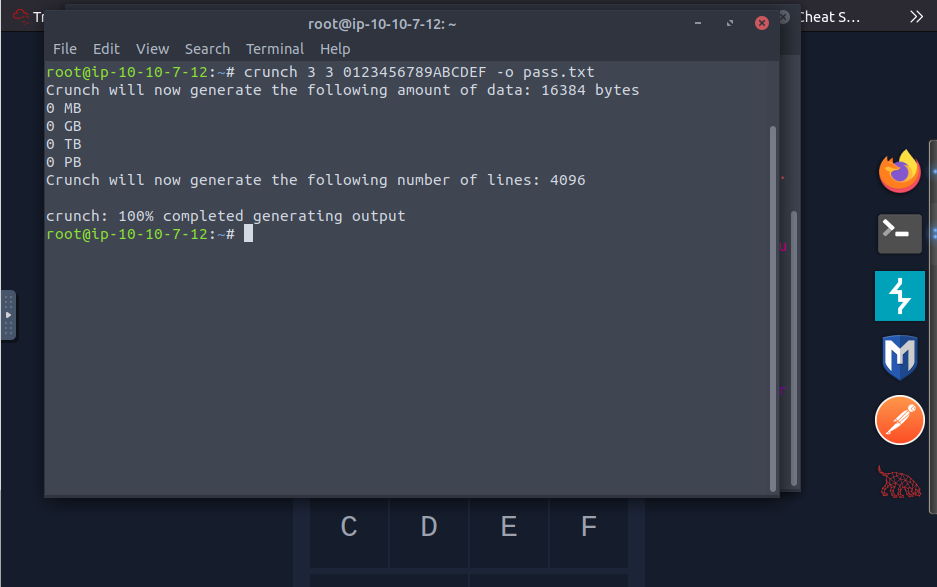 Tr
Cheat S...
root@ip-10-10-7-12: ~
File Edit View Search Terminal Help
root@ip-10-10-7-12:~# crunch 3 3 0123456789ABCDEF -o pass.txt
Crunch will now generate the following amount of data: 16384 bytes
0 MB
0 GB
0 TB
0 PB
Crunch will now generate the following number of lines: 4096
crunch: 100% completed generating output
root@ip-10-10-7-12:~#
u
C D E F